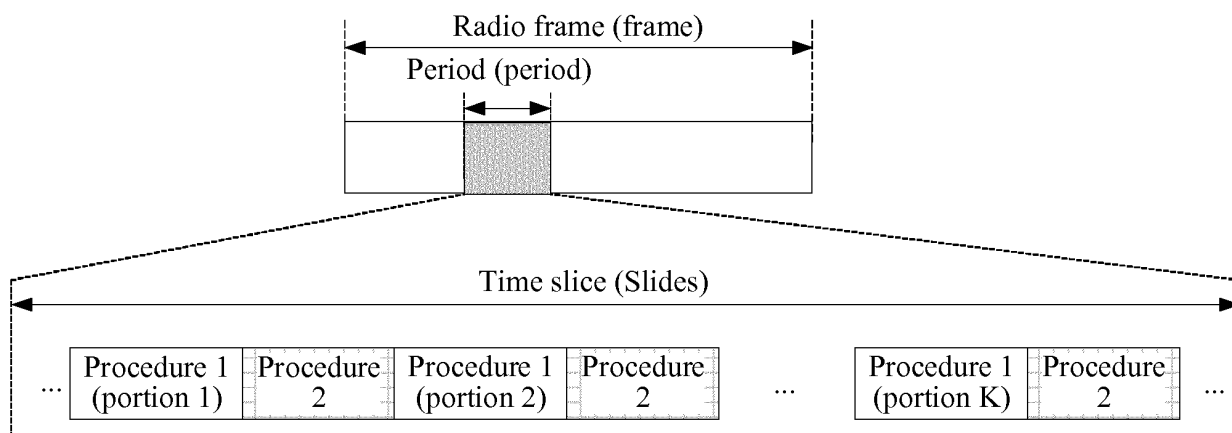 Radio frame (frame)
Period (period)
Time slice (Slides)
... Procedure 1 (portion 1) Procedure 2 Procedure 1 (portion 2) Procedure 2 ... Procedure 1 (portion K) Procedure 2 ...